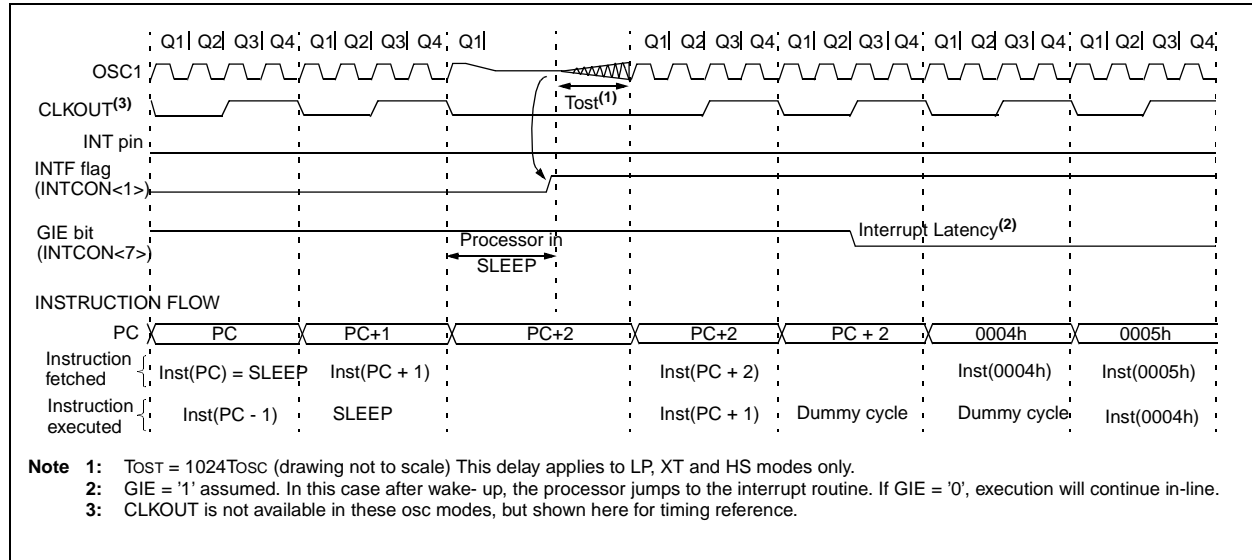 Q1 Q2 Q3 Q4 Q1 Q2 Q3 Q4 Q1 Q1 Q2 Q3 Q4 Q1 Q2 Q3 Q4 Q1 Q2 Q3 Q4 Q1 Q2 Q3 Q4
OSC1
Tost(1)
CLKOUT(3)
INT pin
INTF flag
(INTCON<1>)
GIE bit
(INTCON<7>)
Processor in
SLEEP
Interrupt Latency(2)
INSTRUCTION FLOW
PC PC PC+1 PC+2 PC+2 PC + 2 0004h 0005h
Instruction
fetched
Inst(PC) = SLEEP Inst(PC + 1) Inst(PC + 2) Inst(0004h) Inst(0005h)
Instruction
executed
Inst(PC - 1) SLEEP Inst(PC + 1) Dummy cycle Dummy cycle Inst(0004h)
Note 1: TOST = 1024TOSC (drawing not to scale) This delay applies to LP, XT and HS modes only.
2: GIE = '1' assumed. In this case after wake- up, the processor jumps to the interrupt routine. If GIE = '0', execution will continue in-line.
3: CLKOUT is not available in these osc modes, but shown here for timing reference.